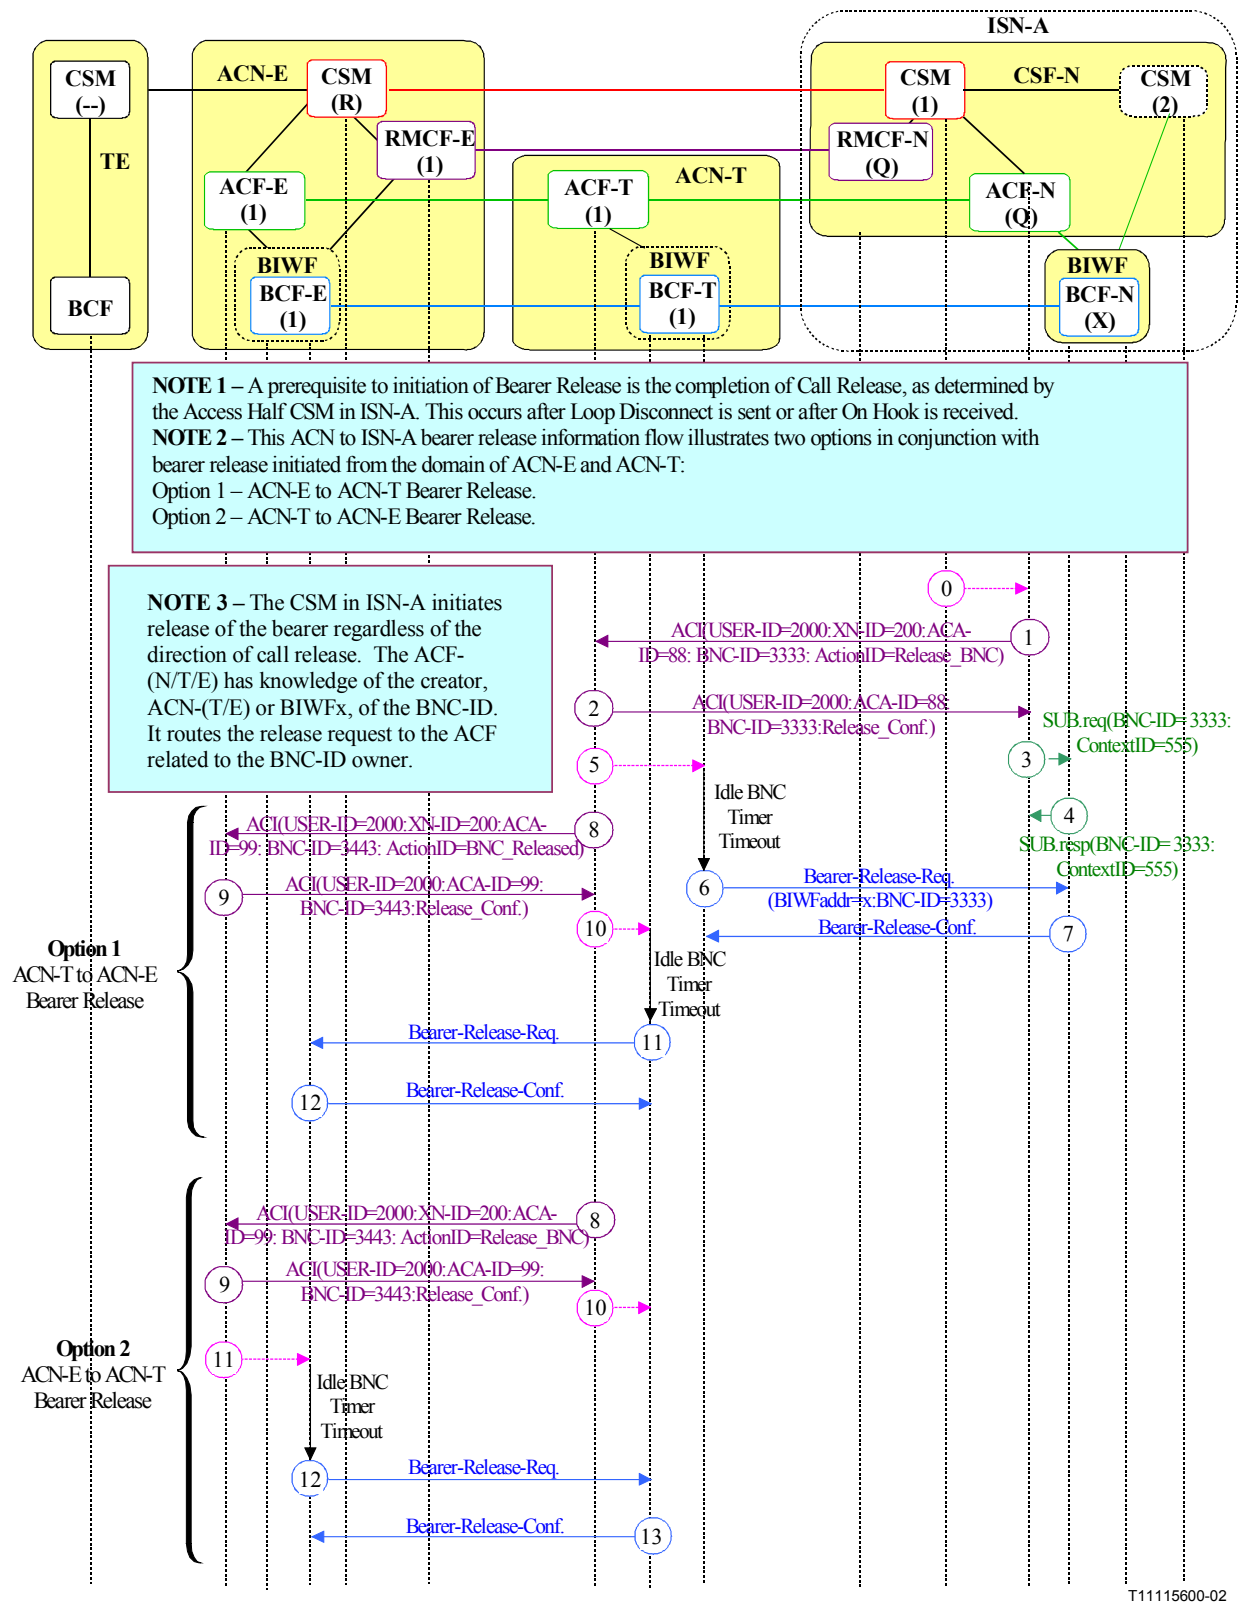 ISN-A
ACN-E
CSM
(--)
CSM
(R)
CSM
(1)
CSF-N
CSM
(2)
TE
RMCF-E
(1)
RMCF-N
(Q)
ACN-T
ACF-E
(1)
ACF-T
(1)
ACF-N
(Q)
BIWF
BIWF
BIWF
BCF
BCF-E
(1)
BCF-T
(1)
BCF-N
(X)
NOTE 1 – A prerequisite to initiation of Bearer Release is the completion of Call Release, as determined by
the Access Half CSM in ISN-A. This occurs after Loop Disconnect is sent or after On Hook is received.
NOTE 2 – This ACN to ISN-A bearer release information flow illustrates two options in conjunction with
bearer release initiated from the domain of ACN-E and ACN-T:
Option 1 – ACN-E to ACN-T Bearer Release.
Option 2 – ACN-T to ACN-E Bearer Release.
NOTE 3 – The CSM in ISN-A initiates
release of the bearer regardless of the
direction of call release. The ACF-
(N/T/E) has knowledge of the creator,
ACN-(T/E) or BIWFx, of the BNC-ID.
It routes the release request to the ACF
related to the BNC-ID owner.
0
1
ACI(USER-ID=2000:XN-ID=200:ACA-
ID=88: BNC-ID=3333: ActionID=Release_BNC)
2
ACI(USER-ID=2000:ACA-ID=88:
BNC-ID=3333:Release_Conf.)
SUB.req(BNC-ID= 3333:
ContextID=555)
3
5
Idle BNC
Timer
Timeout
4
SUB.resp(BNC-ID= 3333:
ContextID=555)
8
ACI(USER-ID=2000:XN-ID=200:ACA-
ID=99: BNC-ID=3443: ActionID=BNC_Released)
6
Bearer-Release-Req.
(BIWFaddr=x:BNC-ID=3333)
9
ACI(USER-ID=2000:ACA-ID=99:
BNC-ID=3443:Release_Conf.)
10
Bearer-Release-Conf.
7
Option 1
ACN-T to ACN-E
Bearer Release
Idle BNC
Timer
Timeout
Bearer-Release-Req.
11
12
Bearer-Release-Conf.
ACI(USER-ID=2000:XN-ID=200:ACA-
ID=99: BNC-ID=3443: ActionID=Release_BNC)
8
9
ACI(USER-ID=2000:ACA-ID=99:
BNC-ID=3443:Release_Conf.)
10
Option 2
ACN-E to ACN-T
Bearer Release
11
Idle BNC
Timer
Timeout
12
Bearer-Release-Req.
Bearer-Release-Conf.
13
T11115600-02